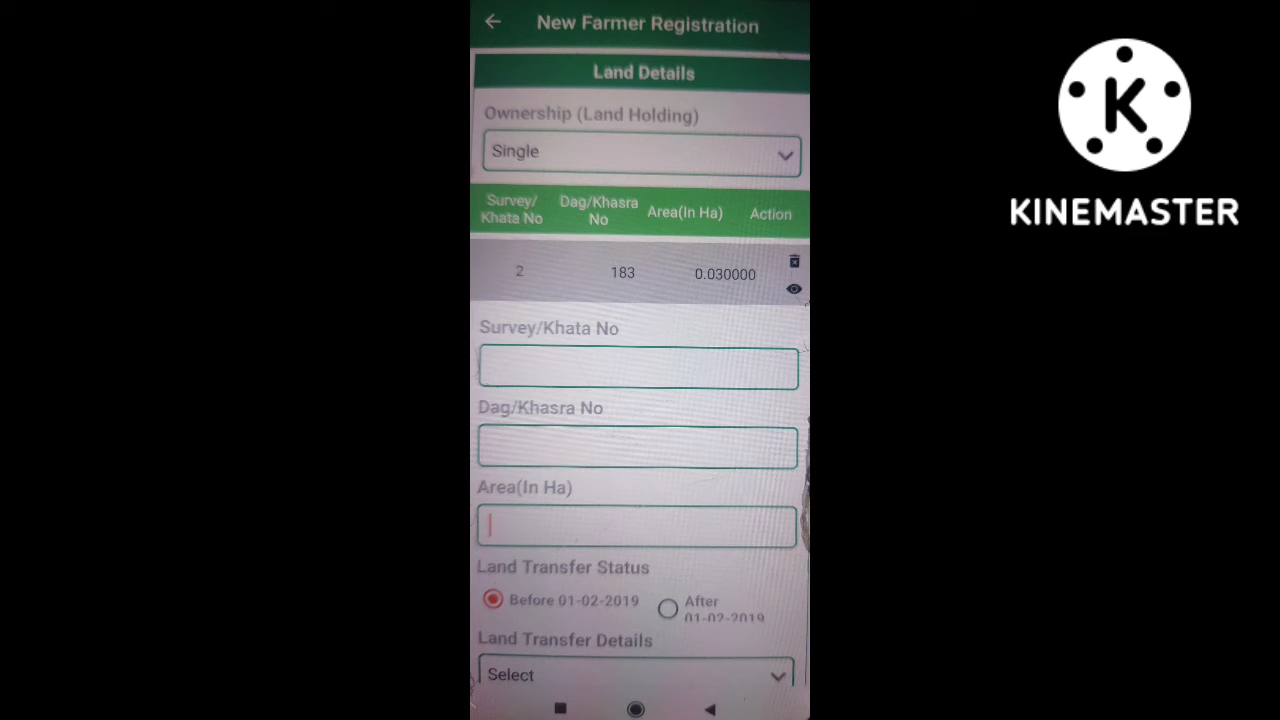 New Farmer Registration
Land Details
Ownership (Land Holding)
Single
Survey/
Khata No
Dag/Khasra
No
Area(In Ha)
Action
2
183
0.030000
Survey/Khata No
Dag/Khasra No
Area(In Ha)
Land Transfer Status
Before 01-02-2019
After
01-02-2019
Land Transfer Details
Select
K
KINEMASTER